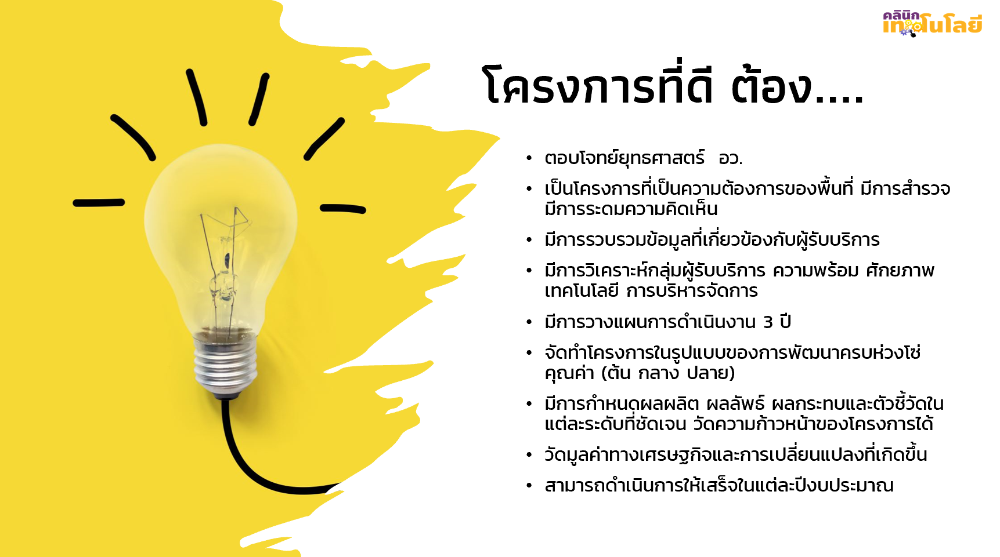 คลินิก
เทคโนโลยี
โครงการที่ดี ต้อง....
• ตอบโจทย์ยุทธศาสตร์  อว.
• เป็นโครงการที่เป็นความต้องการของพื้นที่ มีการสำรวจ
มีการระดมความคิดเห็น
• มีการรวบรวมข้อมูลที่เกี่ยวข้องกับผู้รับบริการ
• มีการวิเคราะห์กลุ่มผู้รับบริการ ความพร้อม ศักยภาพ
เทคโนโลยี การบริหารจัดการ
• มีการวางแผนการดำเนินงาน 3 ปี
• จัดทำโครงการในรูปแบบของการพัฒนาครบห่วงโซ่
คุณค่า (ต้น กลาง ปลาย)
• มีการกำหนดผลผลิต ผลลัพธ์ ผลกระทบและตัวชี้วัดใน
แต่ละระดับที่ชัดเจน วัดความก้าวหน้าของโครงการได้
• วัดมูลค่าทางเศรษฐกิจและการเปลี่ยนแปลงที่เกิดขึ้น
• สามารถดำเนินการให้เสร็จในแต่ละปีงบประมาณ